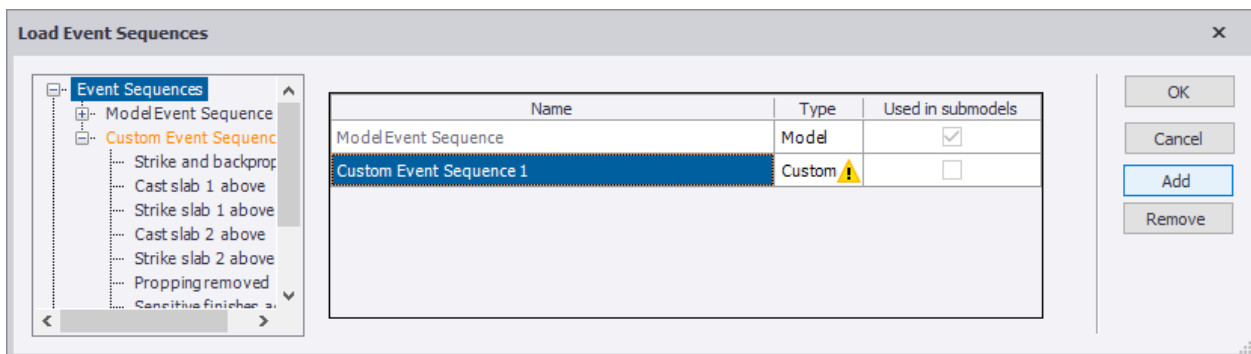 Load Event Sequences
Event Sequences
Model Event Sequence
Custom Event Sequenc
Strike and backprop
Cast slab 1 above
Strike slab 1 above
Cast slab 2 above
Strike slab 2 above
Propping removed
Sensitive finishes a
Name Type Used in submodels
Model Event Sequence Model
Custom Event Sequence 1 Custom
OK
Cancel
Add
Remove